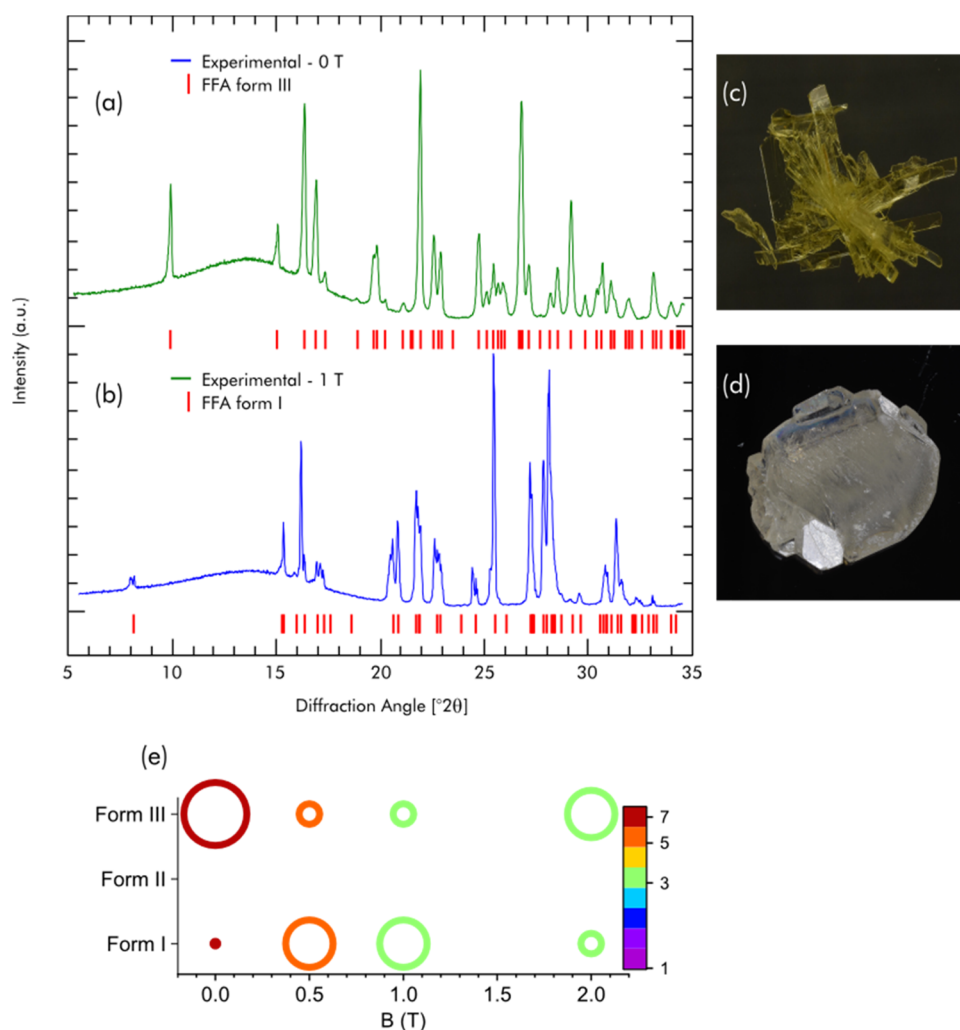 (a)
Experimental - 0 T
FFA form III
(b)
Experimental - 1 T
FFA form I
Intensity (a.u.)
5 10 15 20 25 30 35
Diffraction Angle [°2θ]
(c)
(d)
(e)
Form III
Form II
Form I
0.0 0.5 1.0 1.5 2.0
B (T)
7
5
3
1